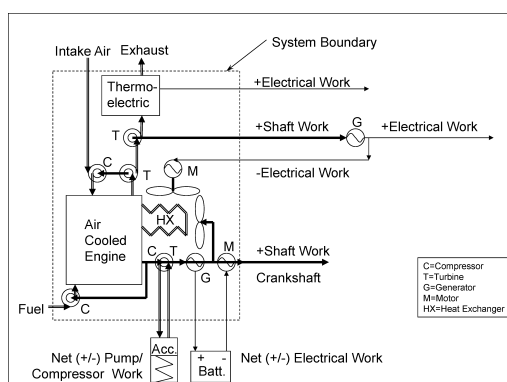 Intake Air
Exhaust
System Boundary
Thermo-
electric
+Electrical Work
T
+Shaft Work
G
+Electrical Work
C
T
M
-Electrical Work
Air
Cooled
Engine
HX
C
T
M
+Shaft Work
G
Crankshaft
Fuel
C
C=Compressor
T=Turbine
G=Generator
M=Motor
HX=Heat Exchanger
Net (+/-) Pump/
Compressor Work
Acc.
+ -
Batt.
Net (+/-) Electrical Work